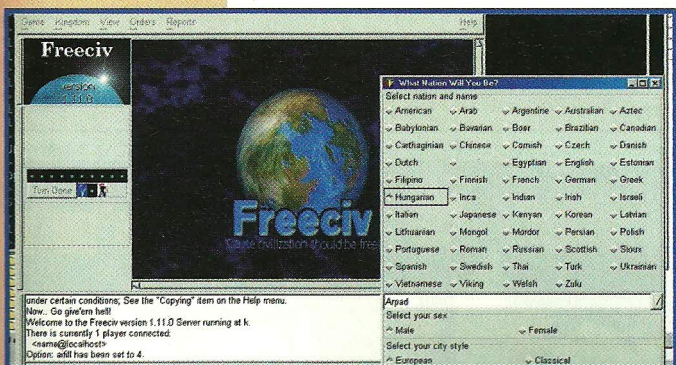 Game Kingdom View Orders Reports Help
Freeciv
version
1.11.0
Turn Done
Freeciv
'Cause civilization should be free
under certain conditions; See the "Copying" item on the Help menu.
Now.. Go give'em hell!
Welcome to the Freeciv version 1.11.0 Server running at k.
There is currently 1 player connected:
<name@localhost>
Option: aifill has been set to 4.
What Nation Will You Be?
Select nation and name
American Arab Argentine Australian Aztec
Babylonian Bavarian Boer Brazilian Canadian
Carthaginian Chinese Cornish Czech Danish
Dutch Egyptian English Estonian
Filipino Finnish French German Greek
Hungarian Inca Indian Irish Israeli
Italian Japanese Kenyan Korean Latvian
Lithuanian Mongol Mordor Persian Polish
Portuguese Roman Russian Scottish Sioux
Spanish Swedish Thai Turk Ukrainian
Vietnamese Viking Welsh Zulu
Arpad
Select your sex
Male Female
Select your city style
European Classical